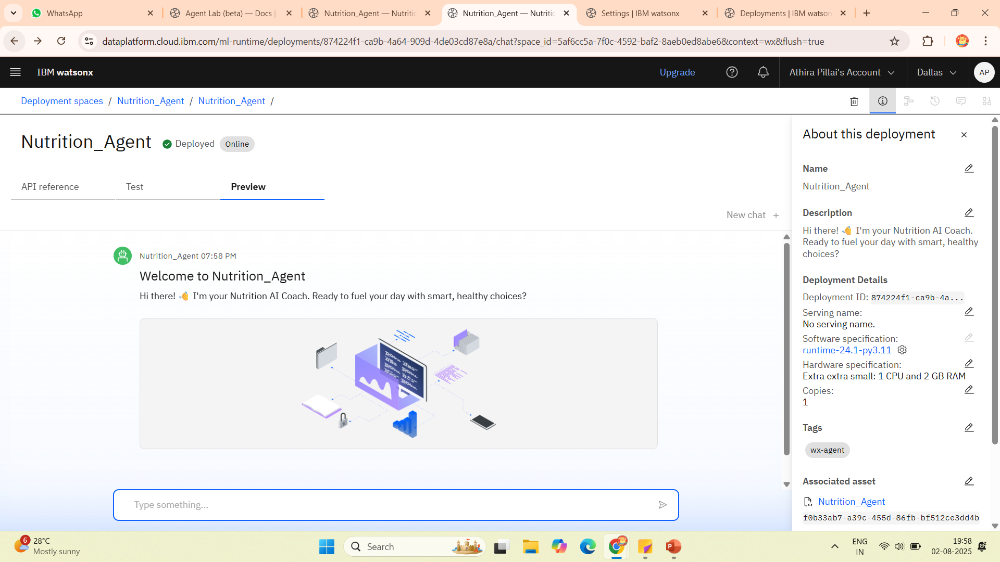 WhatsApp
Agent Lab (beta) — Docs |
Nutrition_Agent — Nutritic
Nutrition_Agent — Nutritic
Settings | IBM watsonx
Deployments | IBM watson
dataplatform.cloud.ibm.com/ml-runtime/deployments/874224f1-ca9b-4a64-909d-4de03cd87e8a/chat?space_id=5af6cc5a-7f0c-4592-baf2-8aeb0ed8abe6&context=wx&flush=true
IBM watsonx
Upgrade
Athira Pillai's Account
Dallas
AP
Deployment spaces / Nutrition_Agent / Nutrition_Agent /
Nutrition_Agent
Deployed
Online
API reference
Test
Preview
New chat +
Nutrition_Agent 07:58 PM
Welcome to Nutrition_Agent
Hi there! 👋 I'm your Nutrition AI Coach. Ready to fuel your day with smart, healthy choices?
Type something...
About this deployment
Name
Nutrition_Agent
Description
Hi there! 👋 I'm your Nutrition AI Coach.
Ready to fuel your day with smart, healthy
choices?
Deployment Details
Deployment ID: 874224f1-ca9b-4a...
Serving name:
No serving name.
Software specification:
runtime-24.1-py3.11
Hardware specification:
Extra extra small: 1 CPU and 2 GB RAM
Copies:
1
Tags
wx-agent
Associated asset
Nutrition_Agent
f0b33ab7-a39c-455d-86fb-bf512ce3dd4b
6
28°C
Mostly sunny
Search
ENG
IN
19:58
02-08-2025